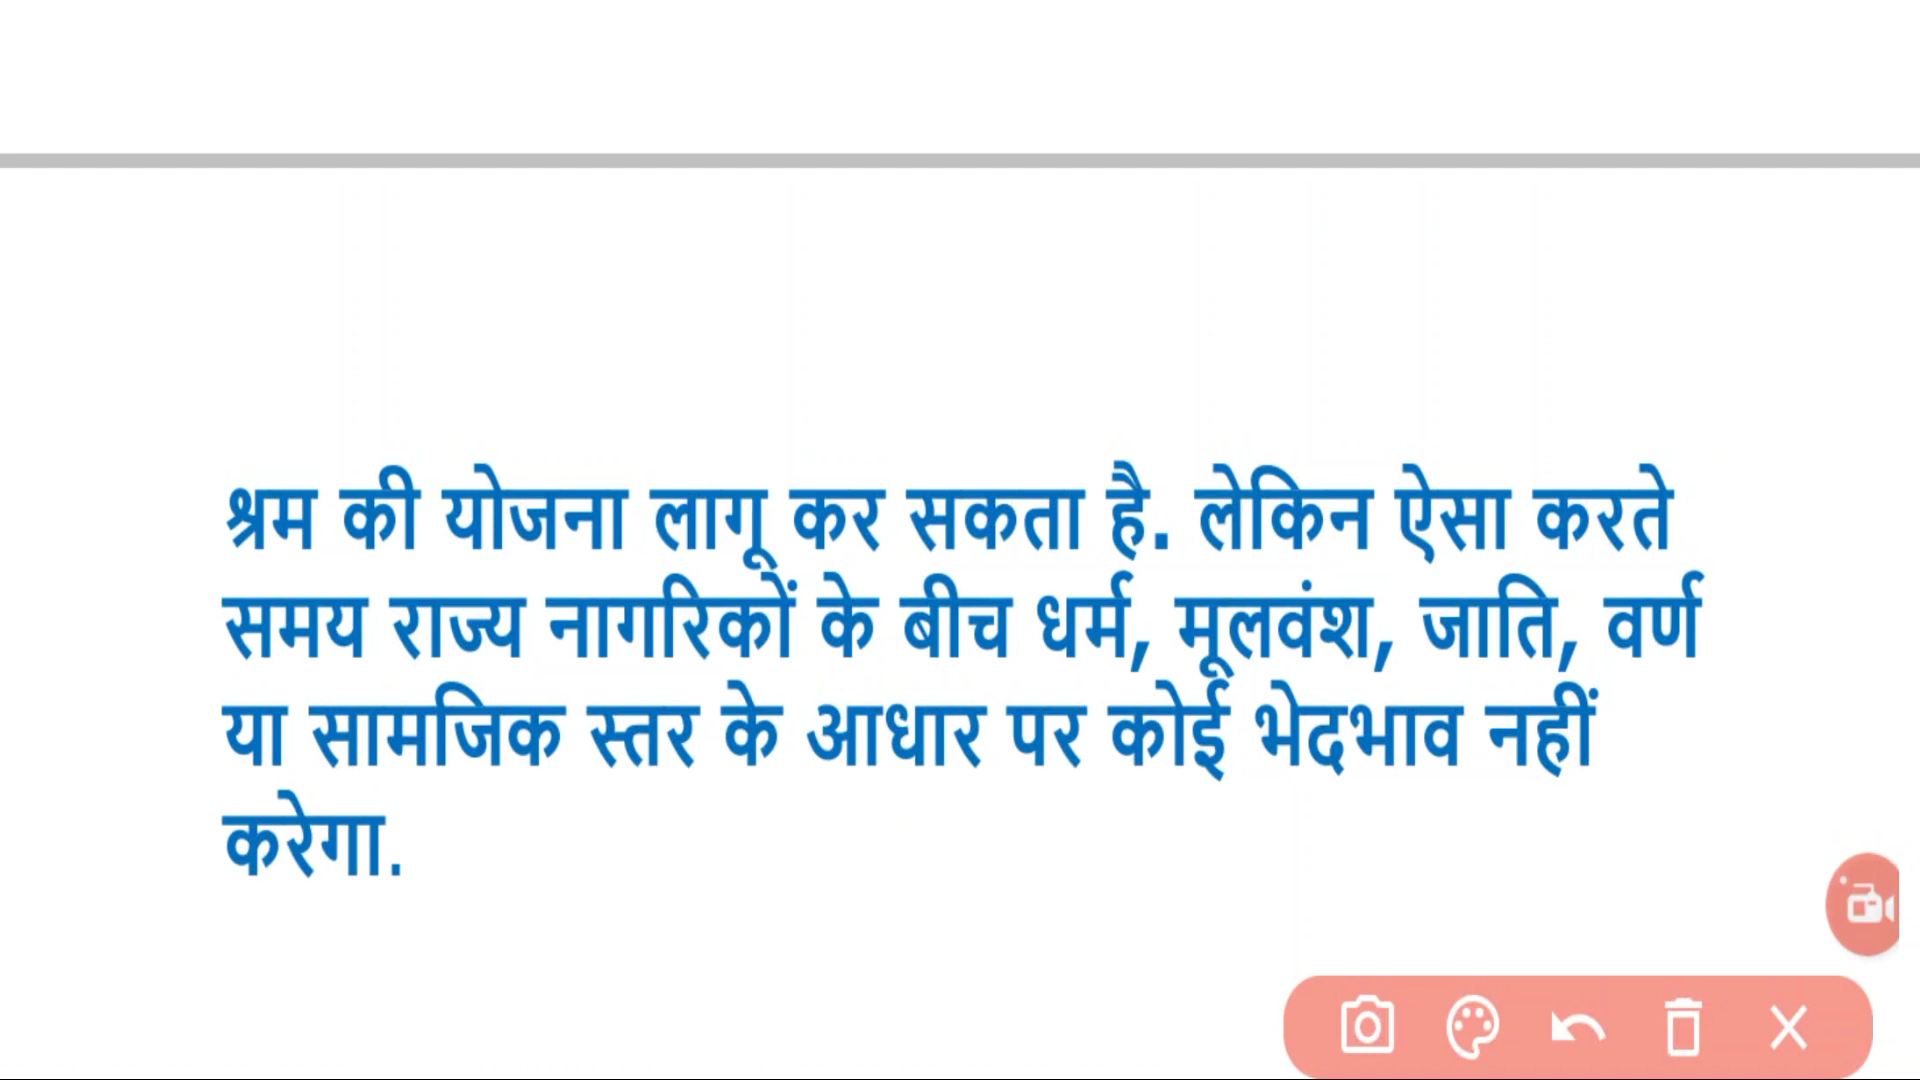 श्रम की योजना लागू कर सकता है. लेकिन ऐसा करते
समय राज्य नागरिकों के बीच धर्म, मूलवंश, जाति, वर्ण
या सामजिक स्तर के आधार पर कोई भेदभाव नहीं
करेगा.